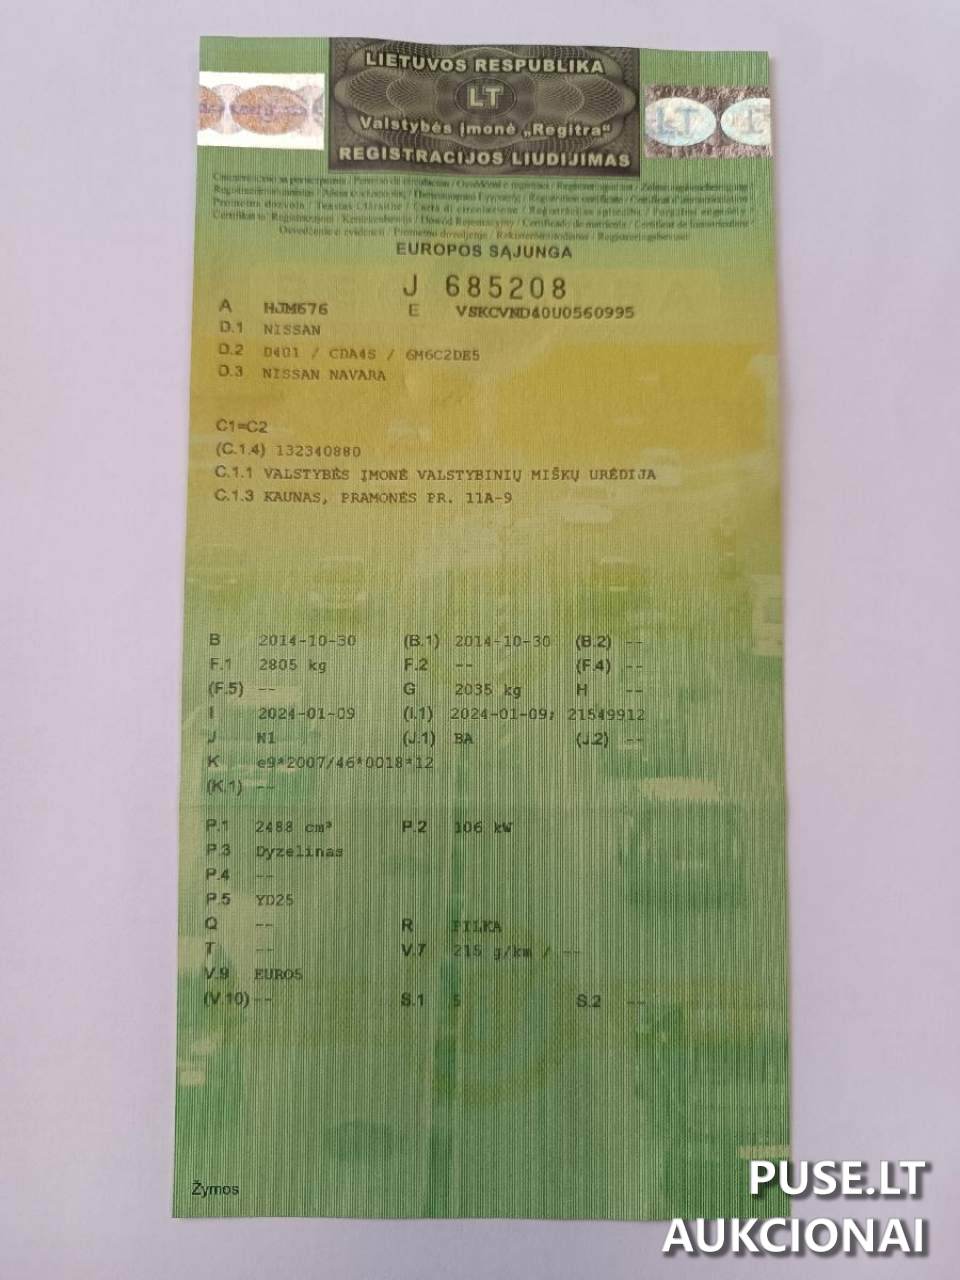 LIETUVOS RESPUBLIKA
LT
Valstybės įmonė „Regitra“
REGISTRACIJOS LIUDIJIMAS
EUROPOS SĄJUNGA
J 685208
A HJM676 E VSKCVND40U0560995
D.1 NISSAN
D.2 D401 / CDA4S / 6M6C2DE5
D.3 NISSAN NAVARA
C1=C2
(C.1.4) 132340880
C.1.1 VALSTYBĖS ĮMONĖ VALSTYBINIŲ MIŠKŲ URĖDIJA
C.1.3 KAUNAS, PRAMONĖS PR. 11A-9
B 2014-10-30 (B.1) 2014-10-30 (B.2) --
F.1 2805 kg F.2 -- (F.4) --
(F.5) -- G 2035 kg H --
I 2024-01-09 (I.1) 2024-01-09; 21549912
J N1 (J.1) BA (J.2) --
K e9*2007/46*0018*12
(K.1) --
P.1 2488 cm³ P.2 106 kW
P.3 Dyzelinas
P.4 --
P.5 YD25
Q -- R PILKA
T -- V.7 215 g/km / --
V.9 EURO5
(V.10) -- S.1 5 S.2 --
Žymos
PUSE.LT
AUKCIONAI